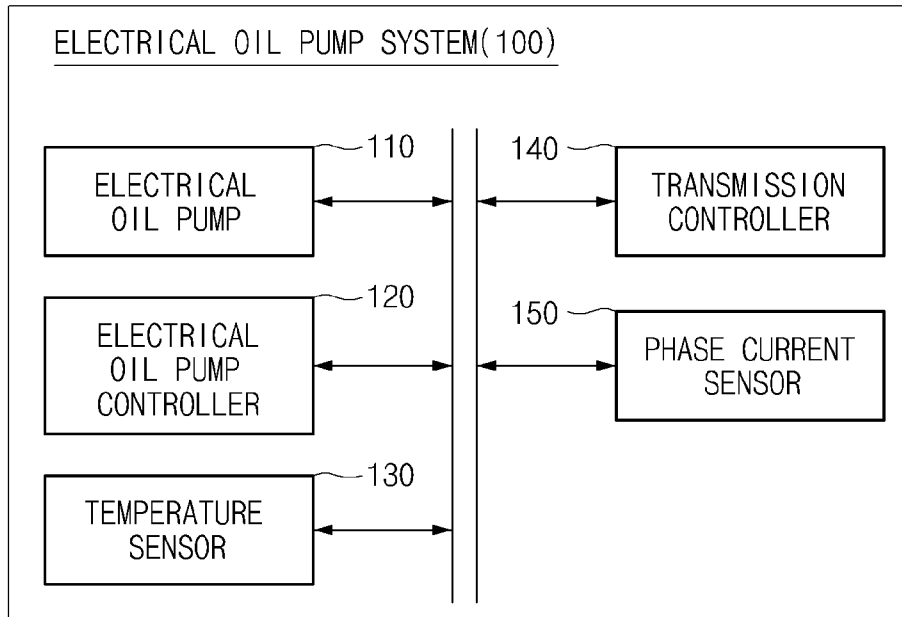 ELECTRICAL OIL PUMP SYSTEM(100)
110
ELECTRICAL
OIL PUMP
120
ELECTRICAL
OIL PUMP
CONTROLLER
130
TEMPERATURE
SENSOR
140
TRANSMISSION
CONTROLLER
150
PHASE CURRENT
SENSOR